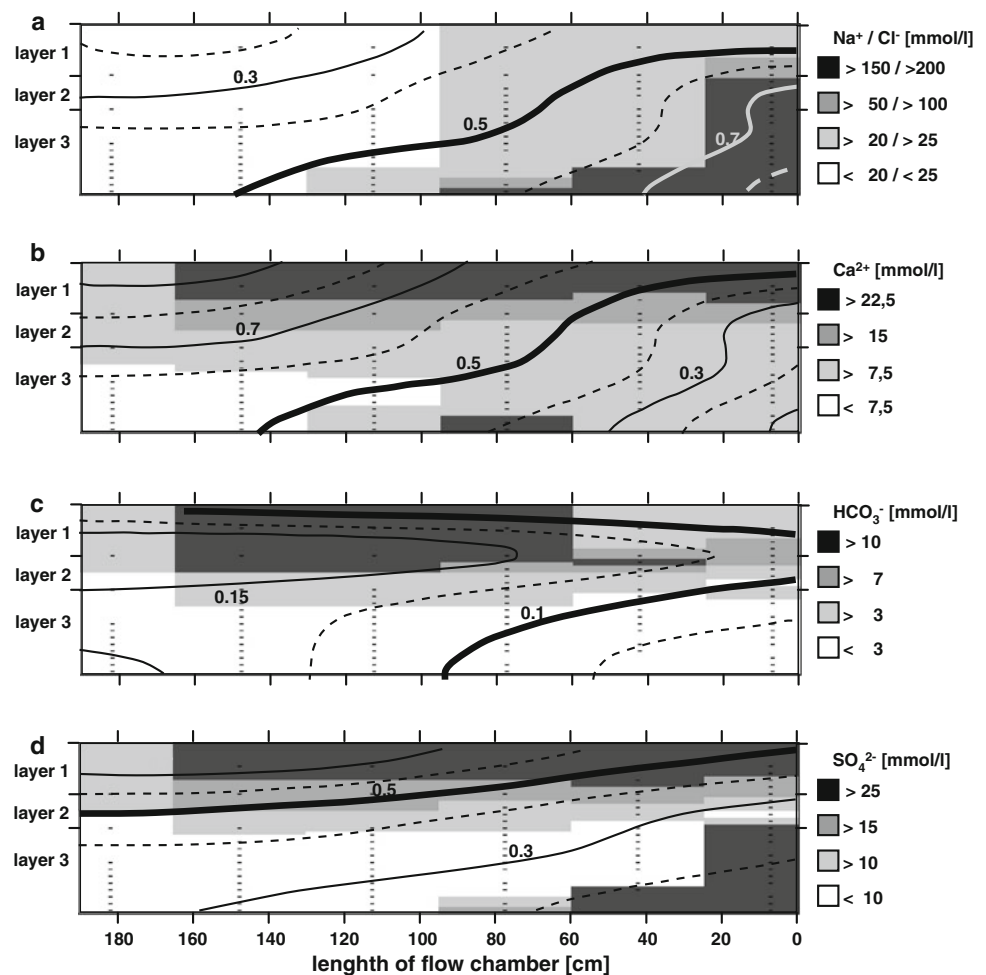 a
layer 1
layer 2
layer 3
0.3
0.5
0.7
Na⁺ / Cl⁻ [mmol/l]
> 150 / >200
> 50 / > 100
> 20 / > 25
< 20 / < 25
b
layer 1
layer 2
layer 3
0.7
0.5
0.3
Ca²⁺ [mmol/l]
> 22,5
> 15
> 7,5
< 7,5
c
layer 1
layer 2
layer 3
0.15
0.1
HCO₃⁻ [mmol/l]
> 10
> 7
> 3
< 3
d
layer 1
layer 2
layer 3
0.5
0.3
SO₄²⁻ [mmol/l]
> 25
> 15
> 10
< 10
180 160 140 120 100 80 60 40 20 0
lenghth of flow chamber [cm]